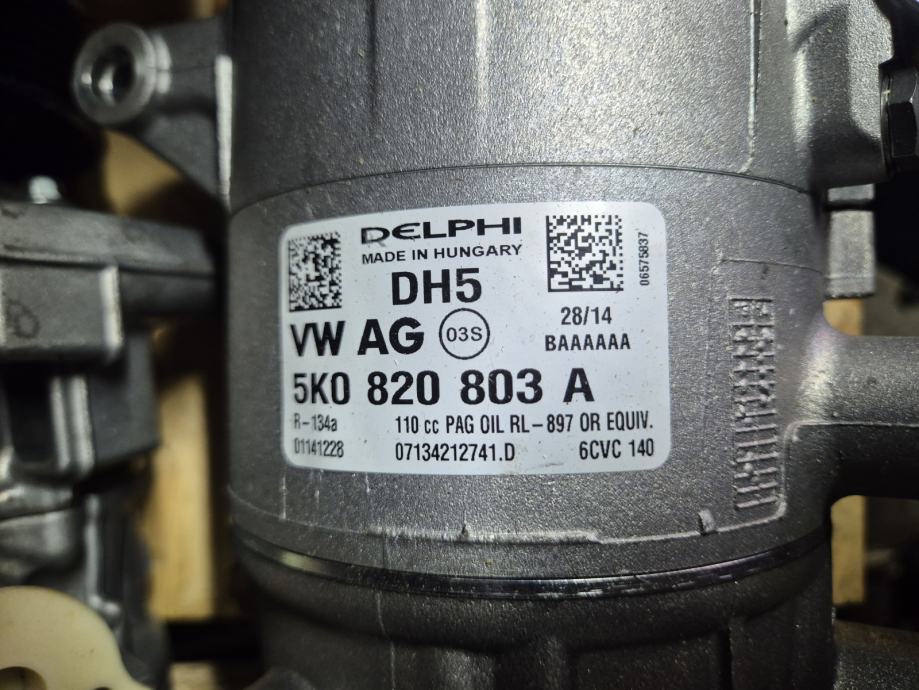 DELPHI
MADE IN HUNGARY
DH5
06575837
28/14
VW AG 03S
BAAAAAA
5K0 820 803 A
R-134a 110 cc PAG OIL RL-897 OR EQUIV.
01141228 07134212741.D 6CVC 140